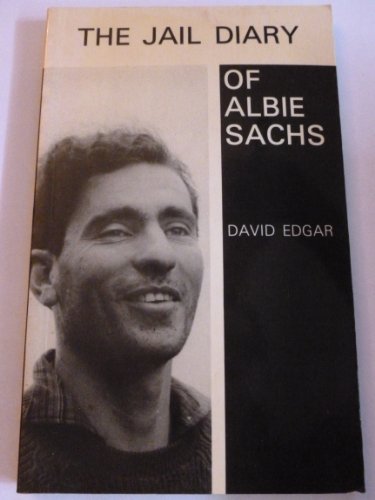 THE JAIL DIARY
OF
ALBIE
SACHS
DAVID EDGAR